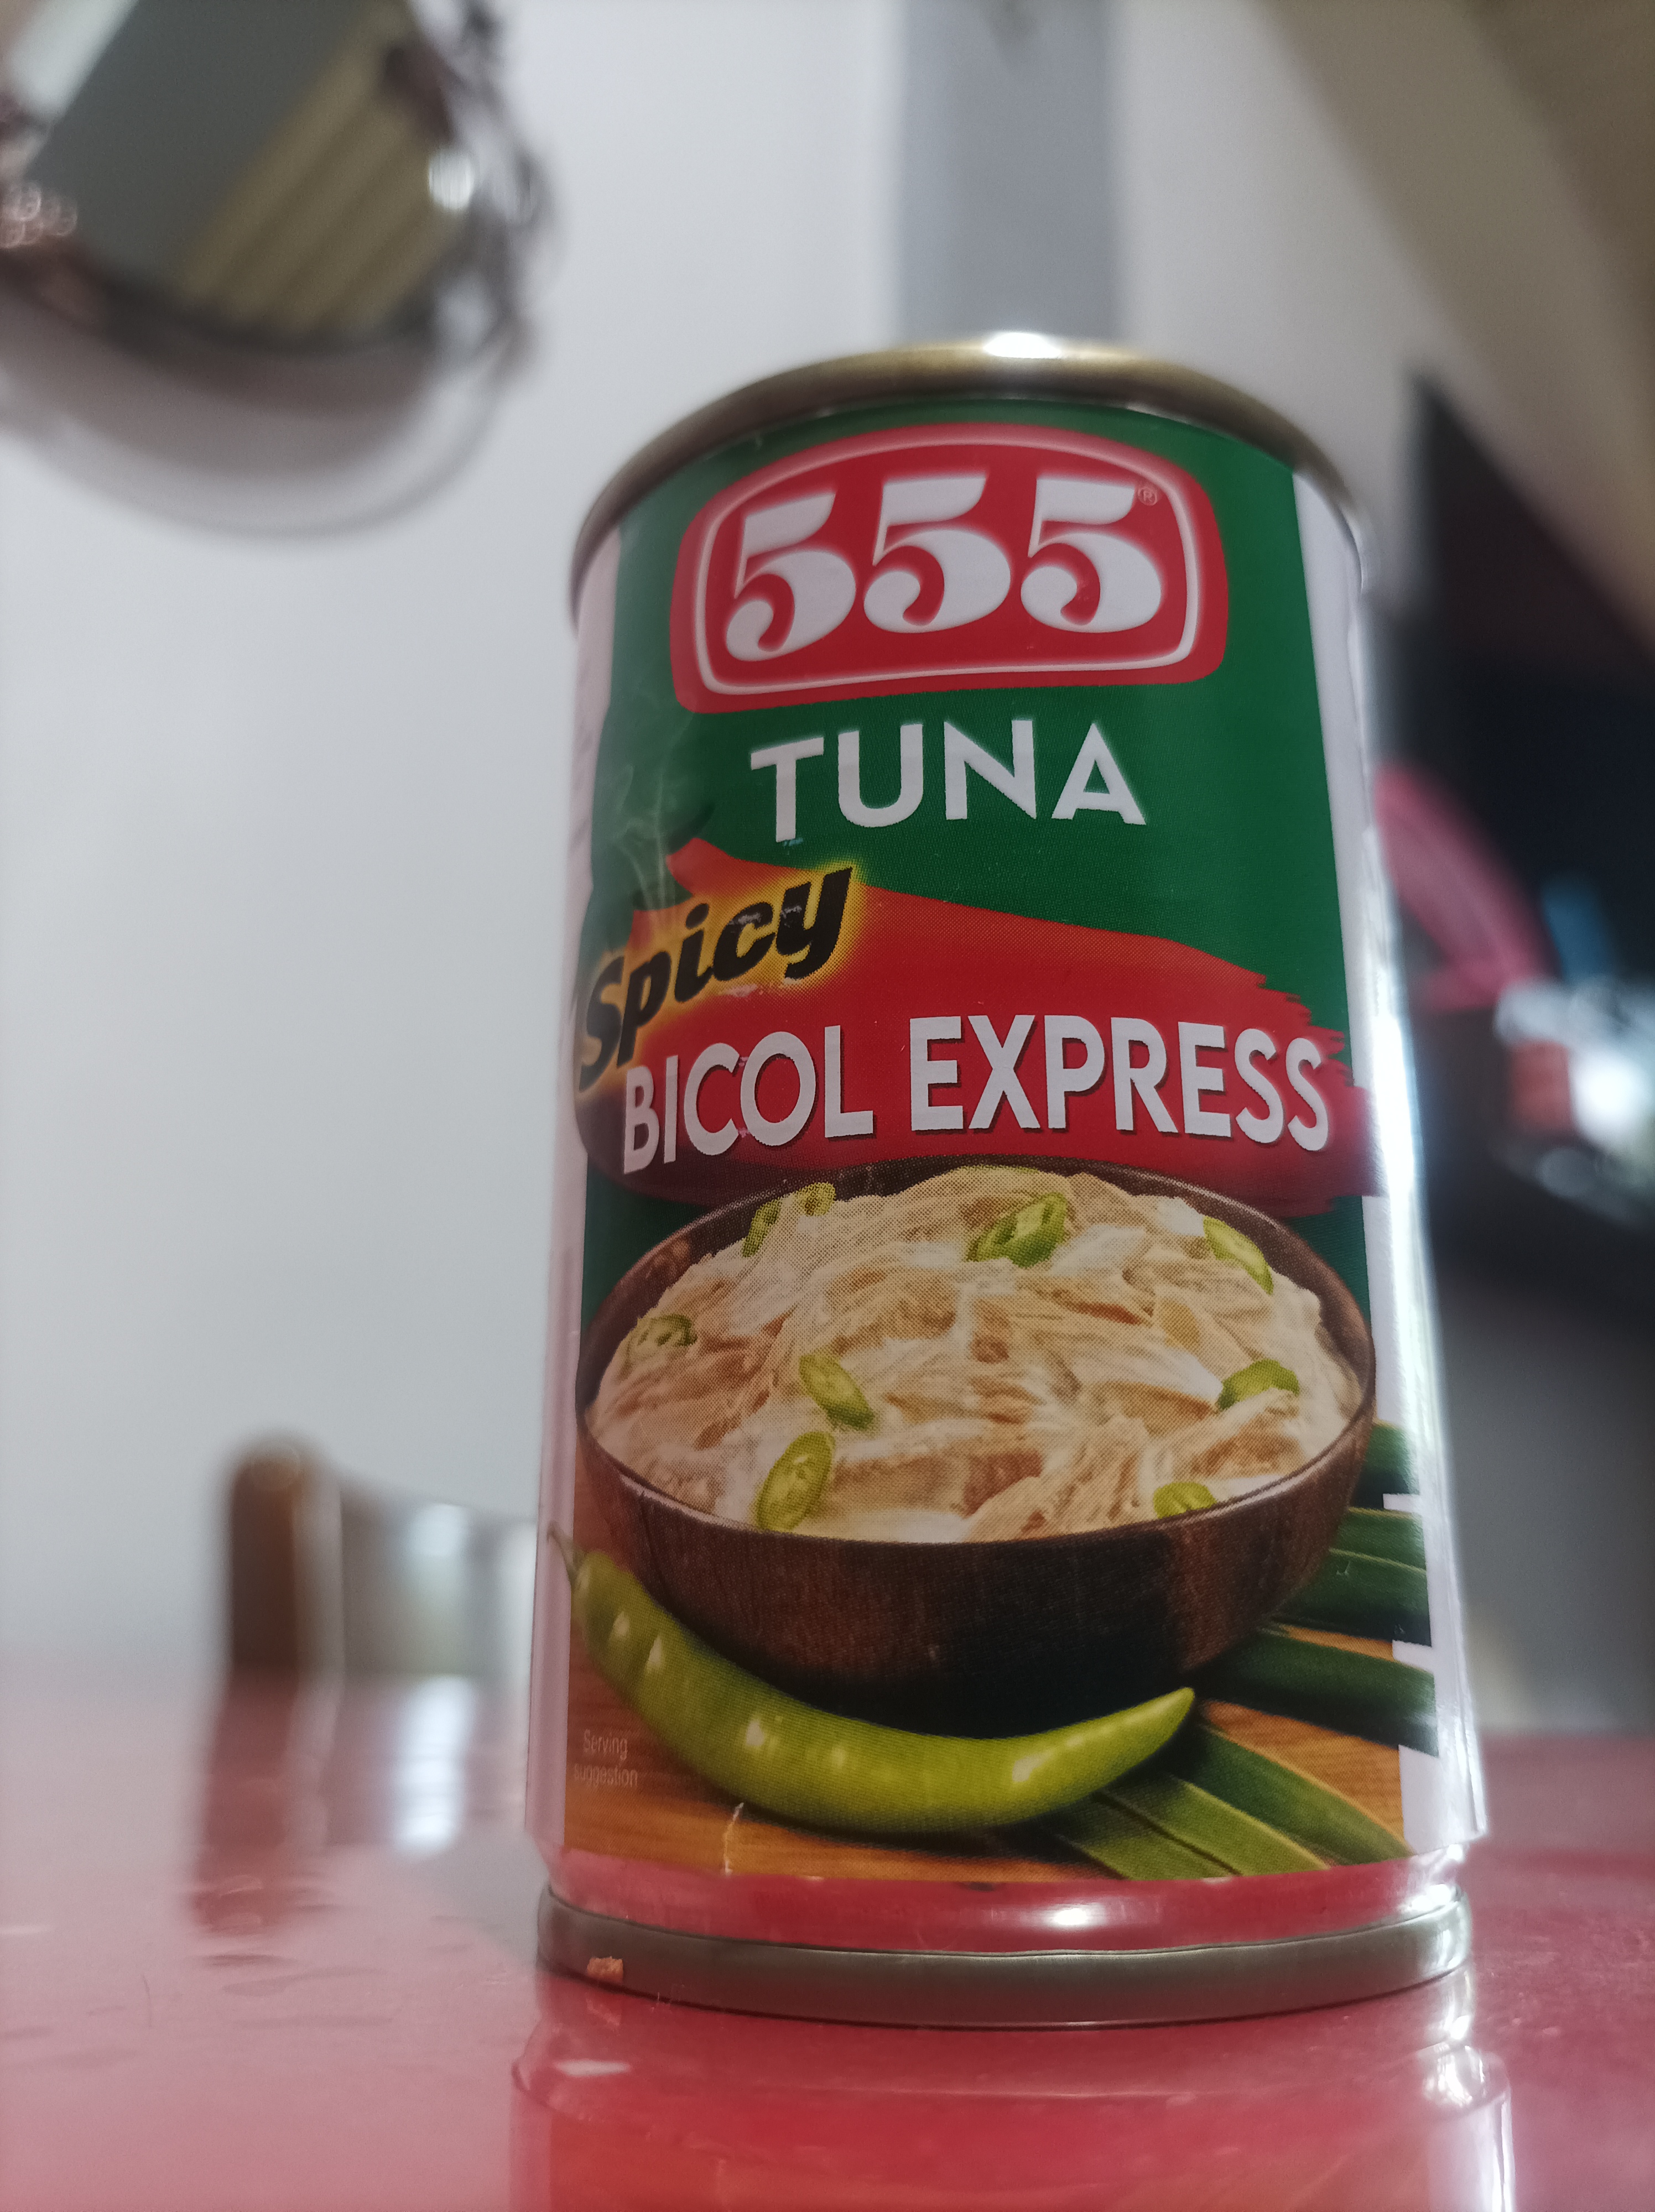 555®
TUNA
Spicy
BICOL EXPRESS
Serving
suggestion